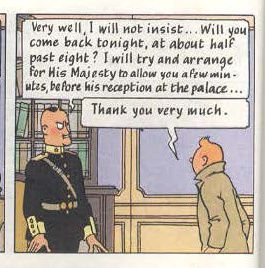 Very well, I will not insist... Will you
come back tonight, at about half
past eight? I will try and arrange
for His Majesty to allow you a few min-
utes, before his reception at the palace...
Thank you very much.